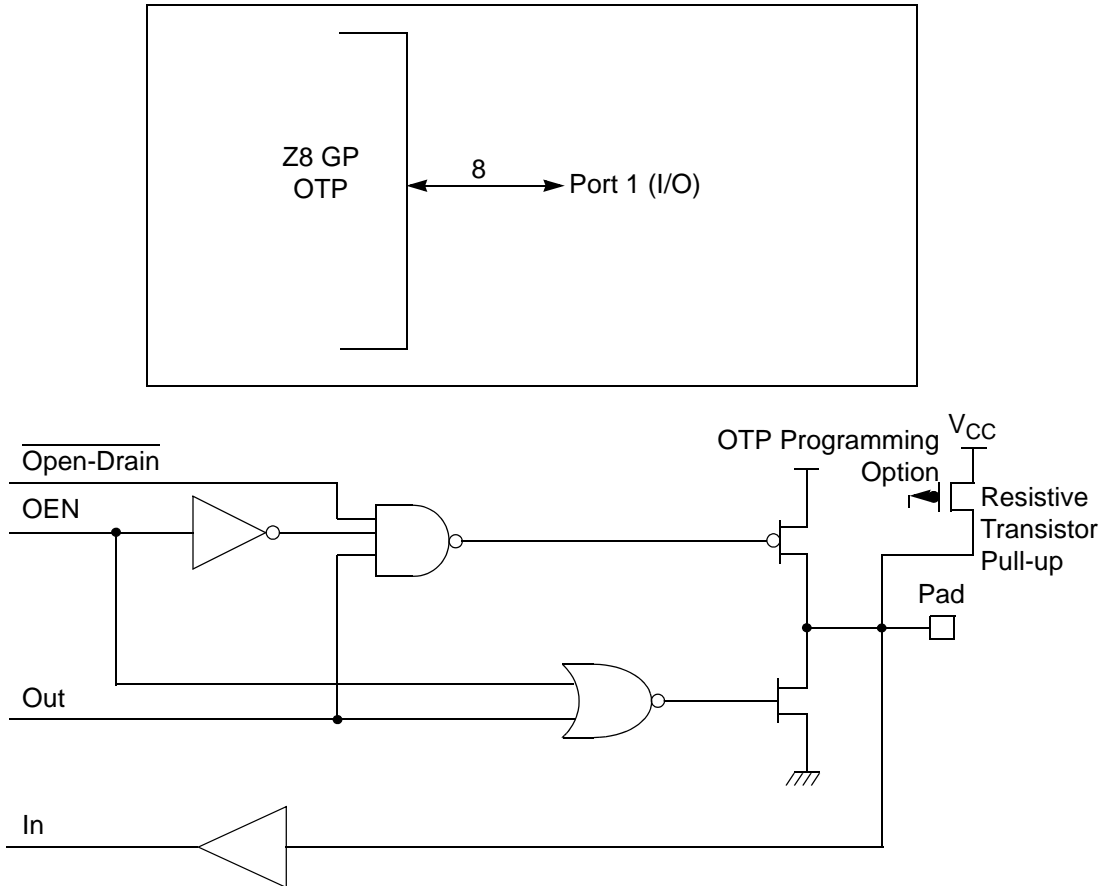 Z8 GP
OTP
8
Port 1 (I/O)
Open-Drain
OEN
Out
In
OTP Programming
Option
VCC
Resistive
Transistor
Pull-up
Pad